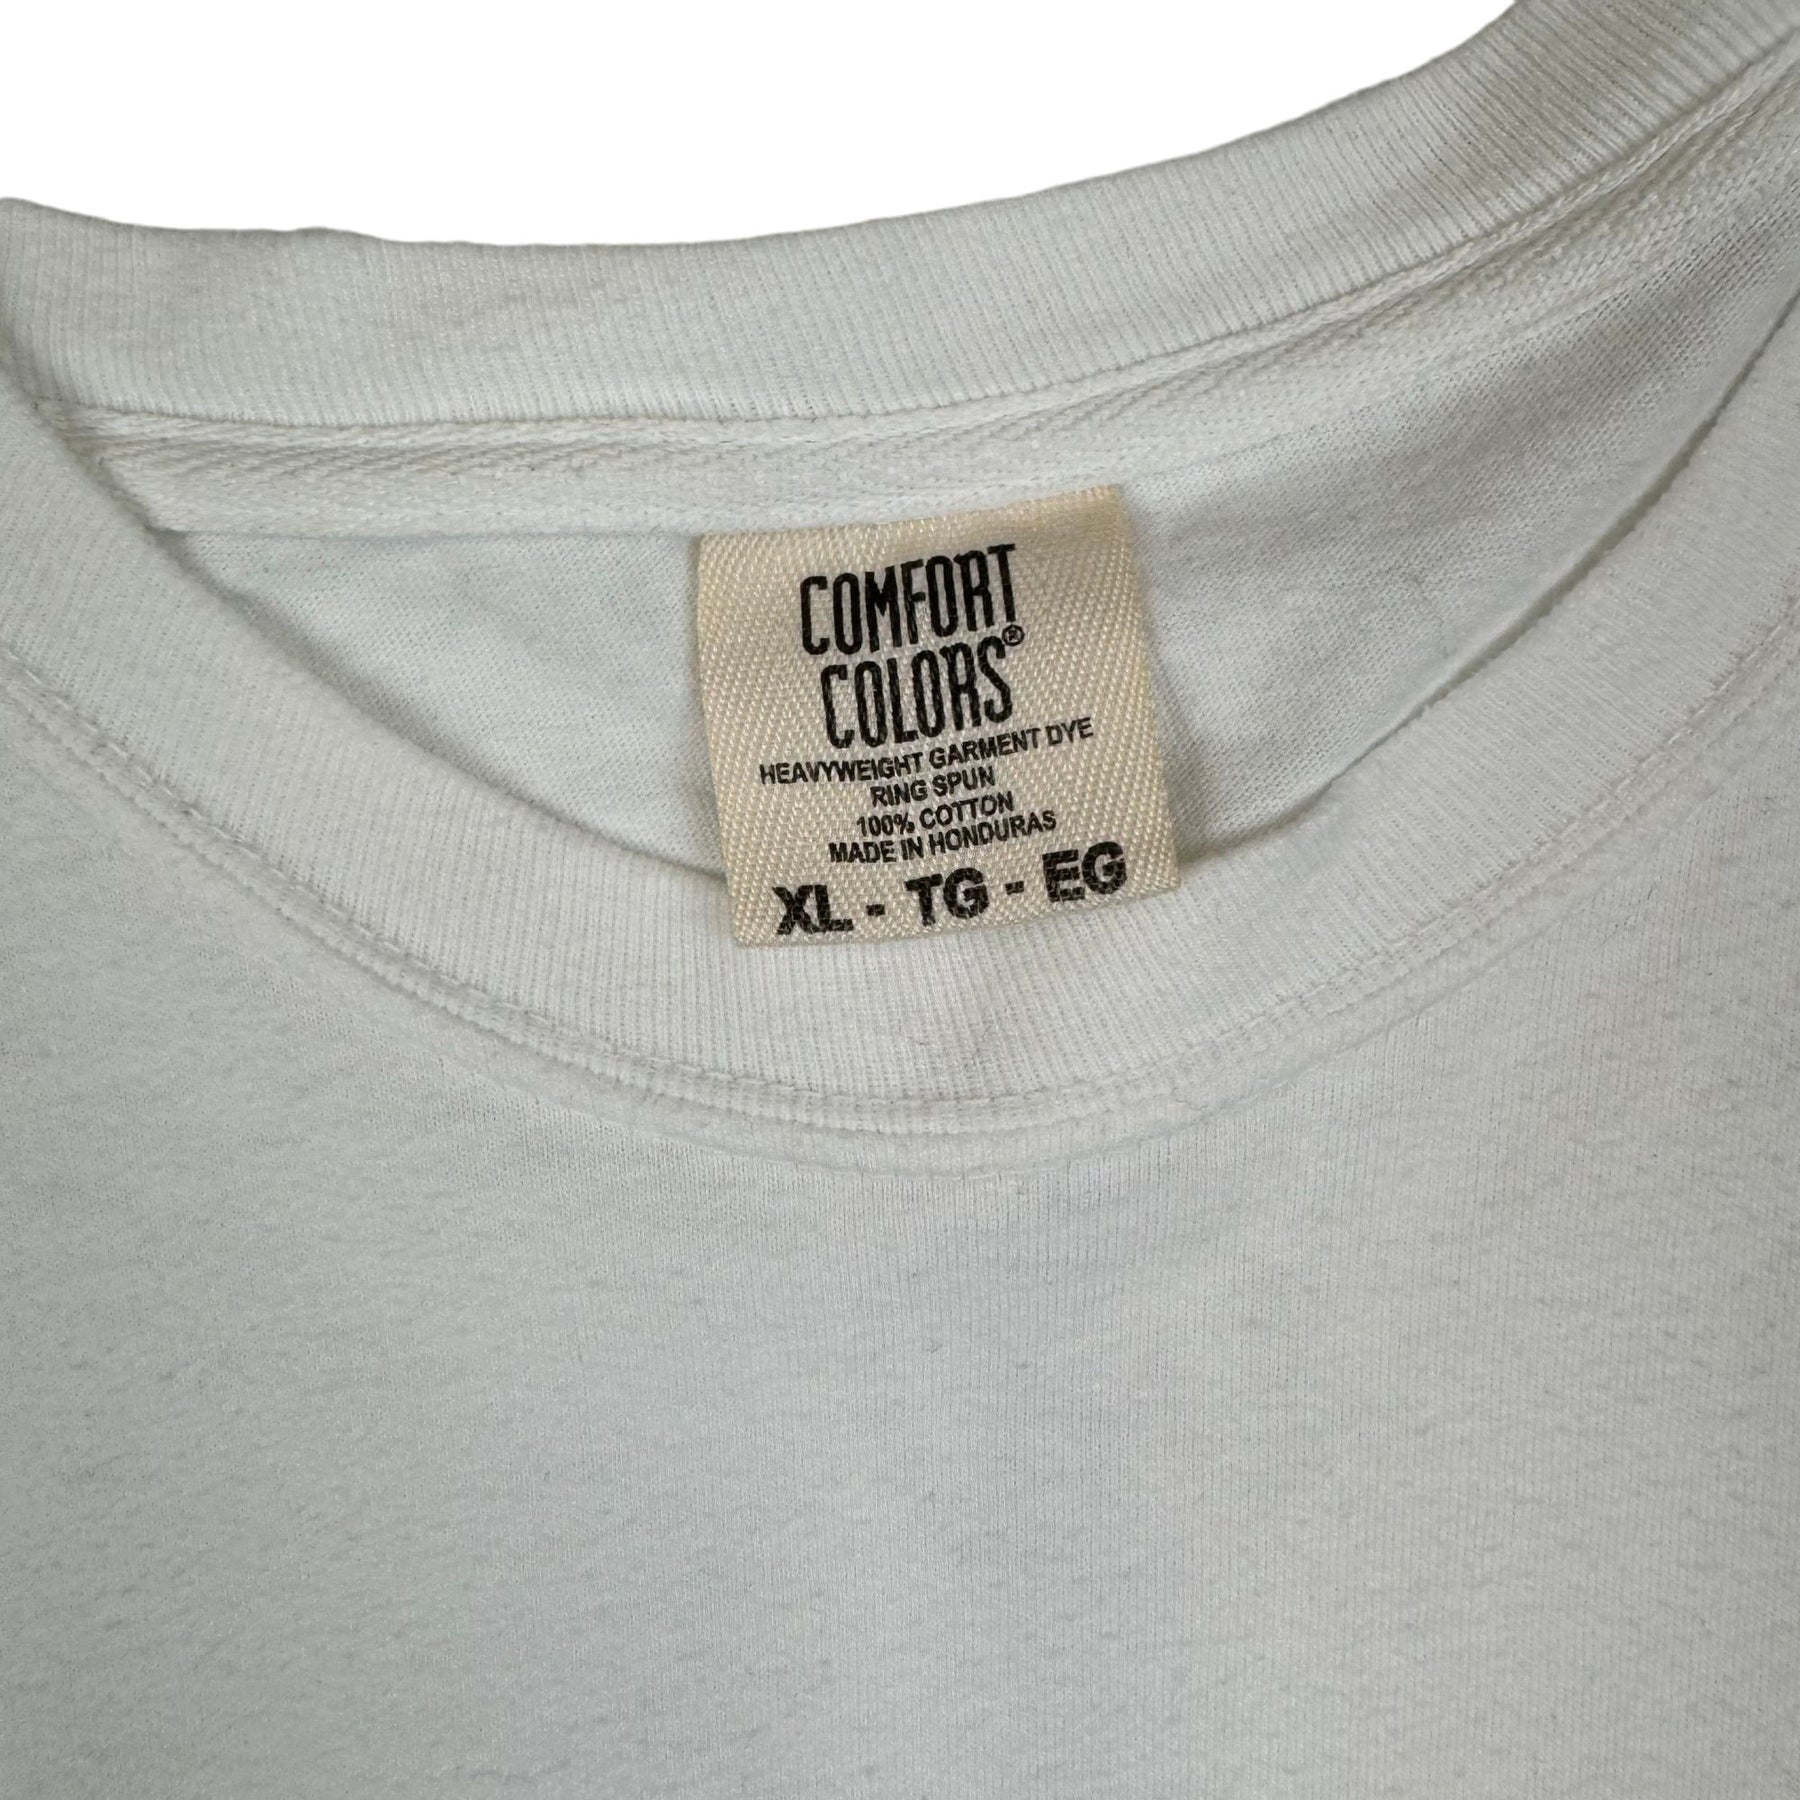 COMFORT
COLORS®
HEAVYWEIGHT GARMENT DYE
RING SPUN
100% COTTON
MADE IN HONDURAS
XL - TG - EG